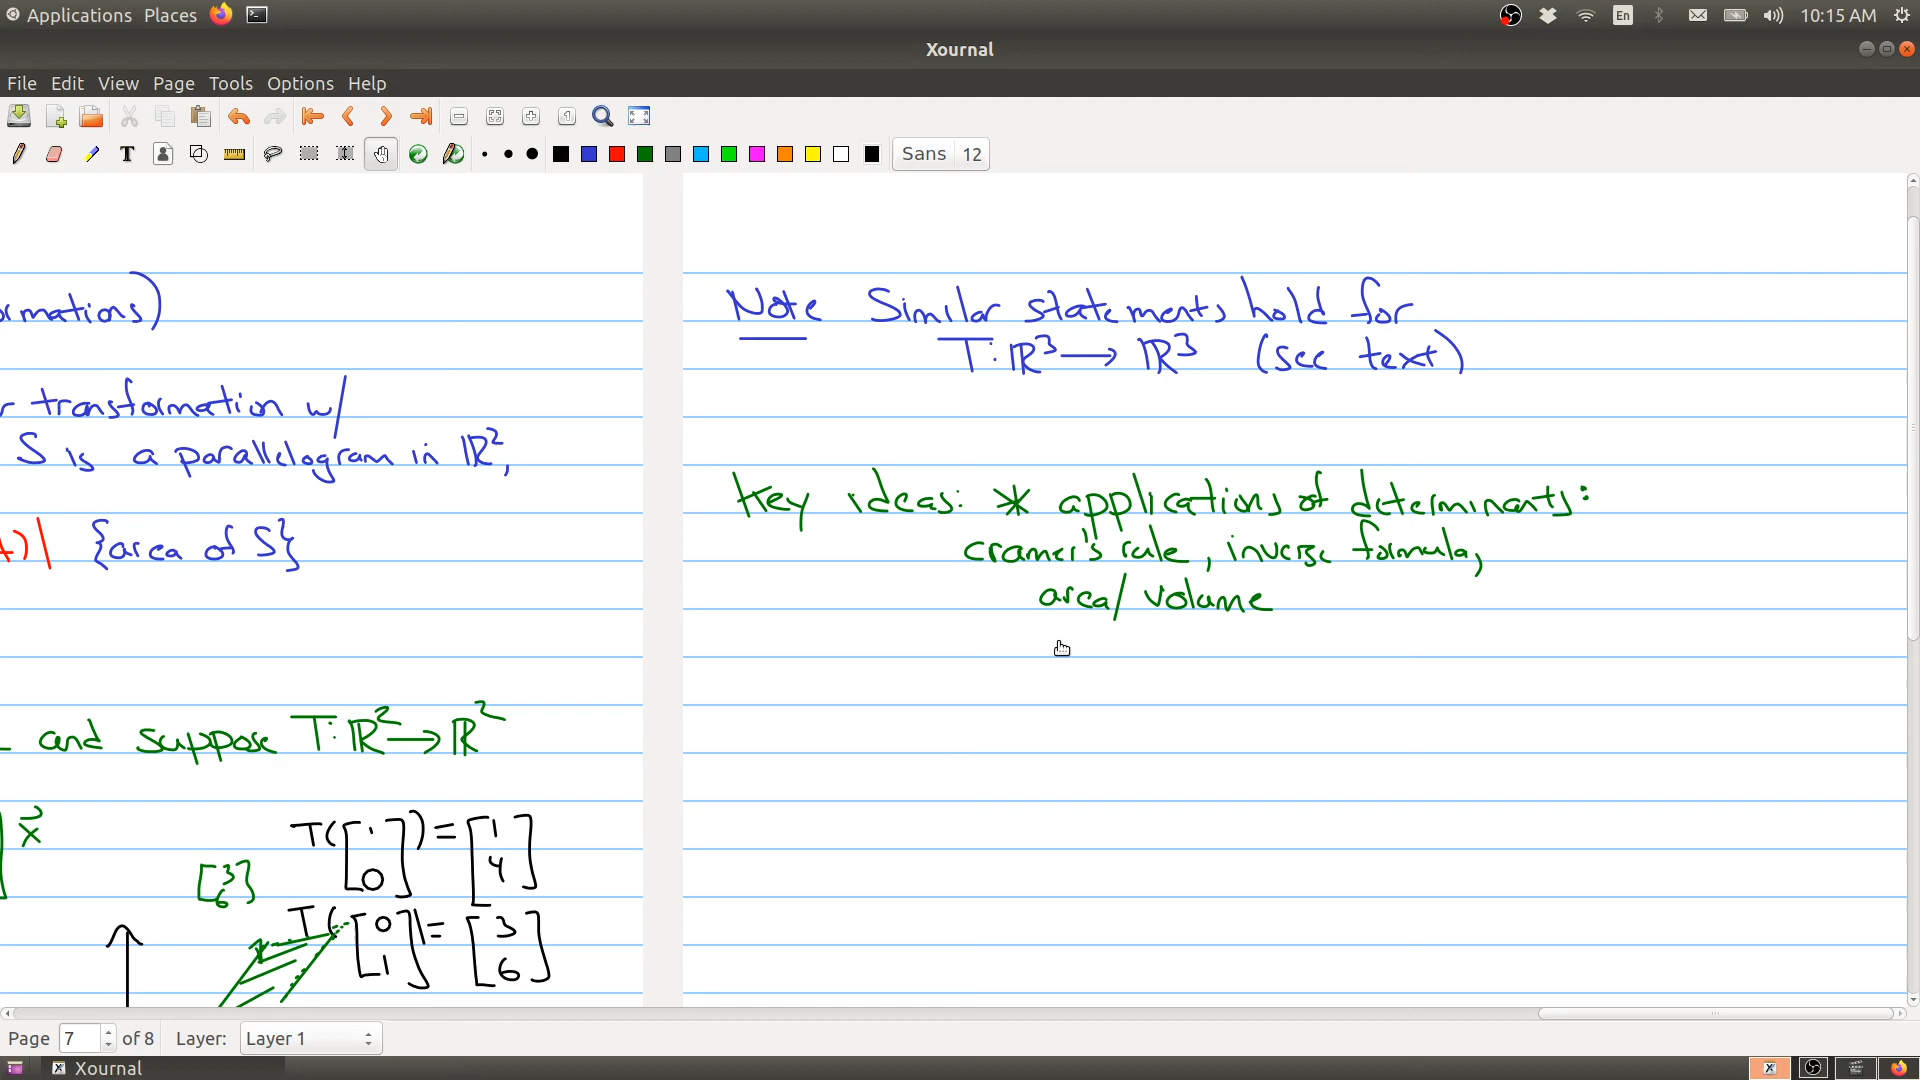 Applications Places En 10:15 AM
Xournal
File Edit View Page Tools Options Help
T Sans 12
ormations)
r transformation w/
S is a parallelogram in ℝ²,
)| {area of S}
and suppose T: ℝ² → ℝ²
x⃗
T([1 0]) = [1 4]
[3 6]
T([0 1]) = [3 6]
Note Similar statements hold for
T: ℝ³ → ℝ³ (see text)
Key ideas: * applications of determinants:
cramer's rule, inverse formula,
area/ volume
Page 7 of 8 Layer: Layer 1
Xournal